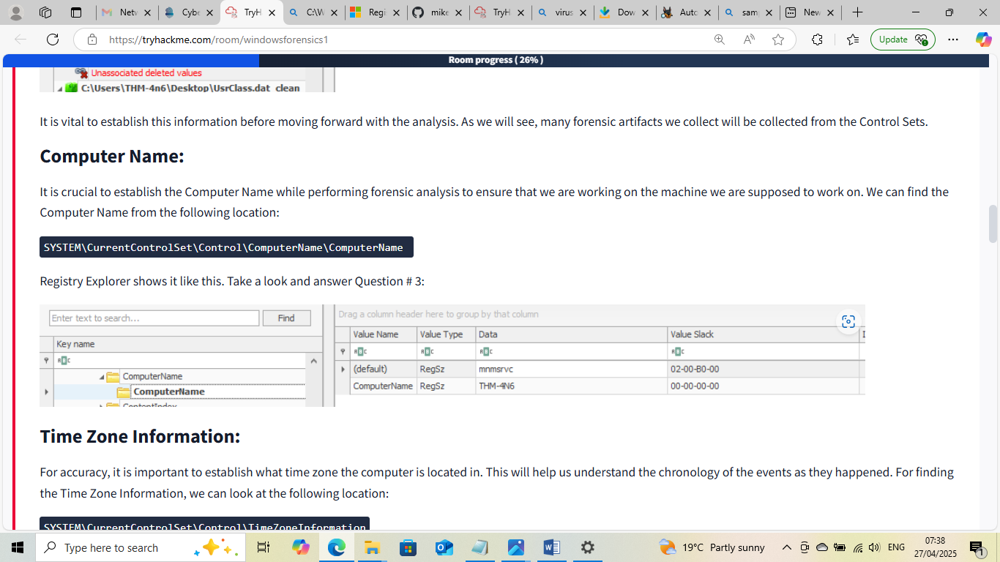 Netw
Cybe
TryH
C:\W
Regi
mike
TryH
virus
Dow
Auto
sam
New
https://tryhackme.com/room/windowsforensics1
Update
Room progress ( 26% )
Unassociated deleted values
C:\Users\THM-4n6\Desktop\UsrClass.dat_clean
It is vital to establish this information before moving forward with the analysis. As we will see, many forensic artifacts we collect will be collected from the Control Sets.
Computer Name:
It is crucial to establish the Computer Name while performing forensic analysis to ensure that we are working on the machine we are supposed to work on. We can find the
Computer Name from the following location:
SYSTEM\CurrentControlSet\Control\ComputerName\ComputerName
Registry Explorer shows it like this. Take a look and answer Question # 3:
Enter text to search...
Find
Key name
ComputerName
ComputerName
ContentIndex
Drag a column header here to group by that column
Value Name Value Type Data Value Slack
(default) RegSz mnmsrvc 02-00-B0-00
ComputerName RegSz THM-4N6 00-00-00-00
Time Zone Information:
For accuracy, it is important to establish what time zone the computer is located in. This will help us understand the chronology of the events as they happened. For finding
the Time Zone Information, we can look at the following location:
SYSTEM\CurrentControlSet\Control\TimeZoneInformation
Type here to search
19°C Partly sunny
ENG
07:38
27/04/2025
1